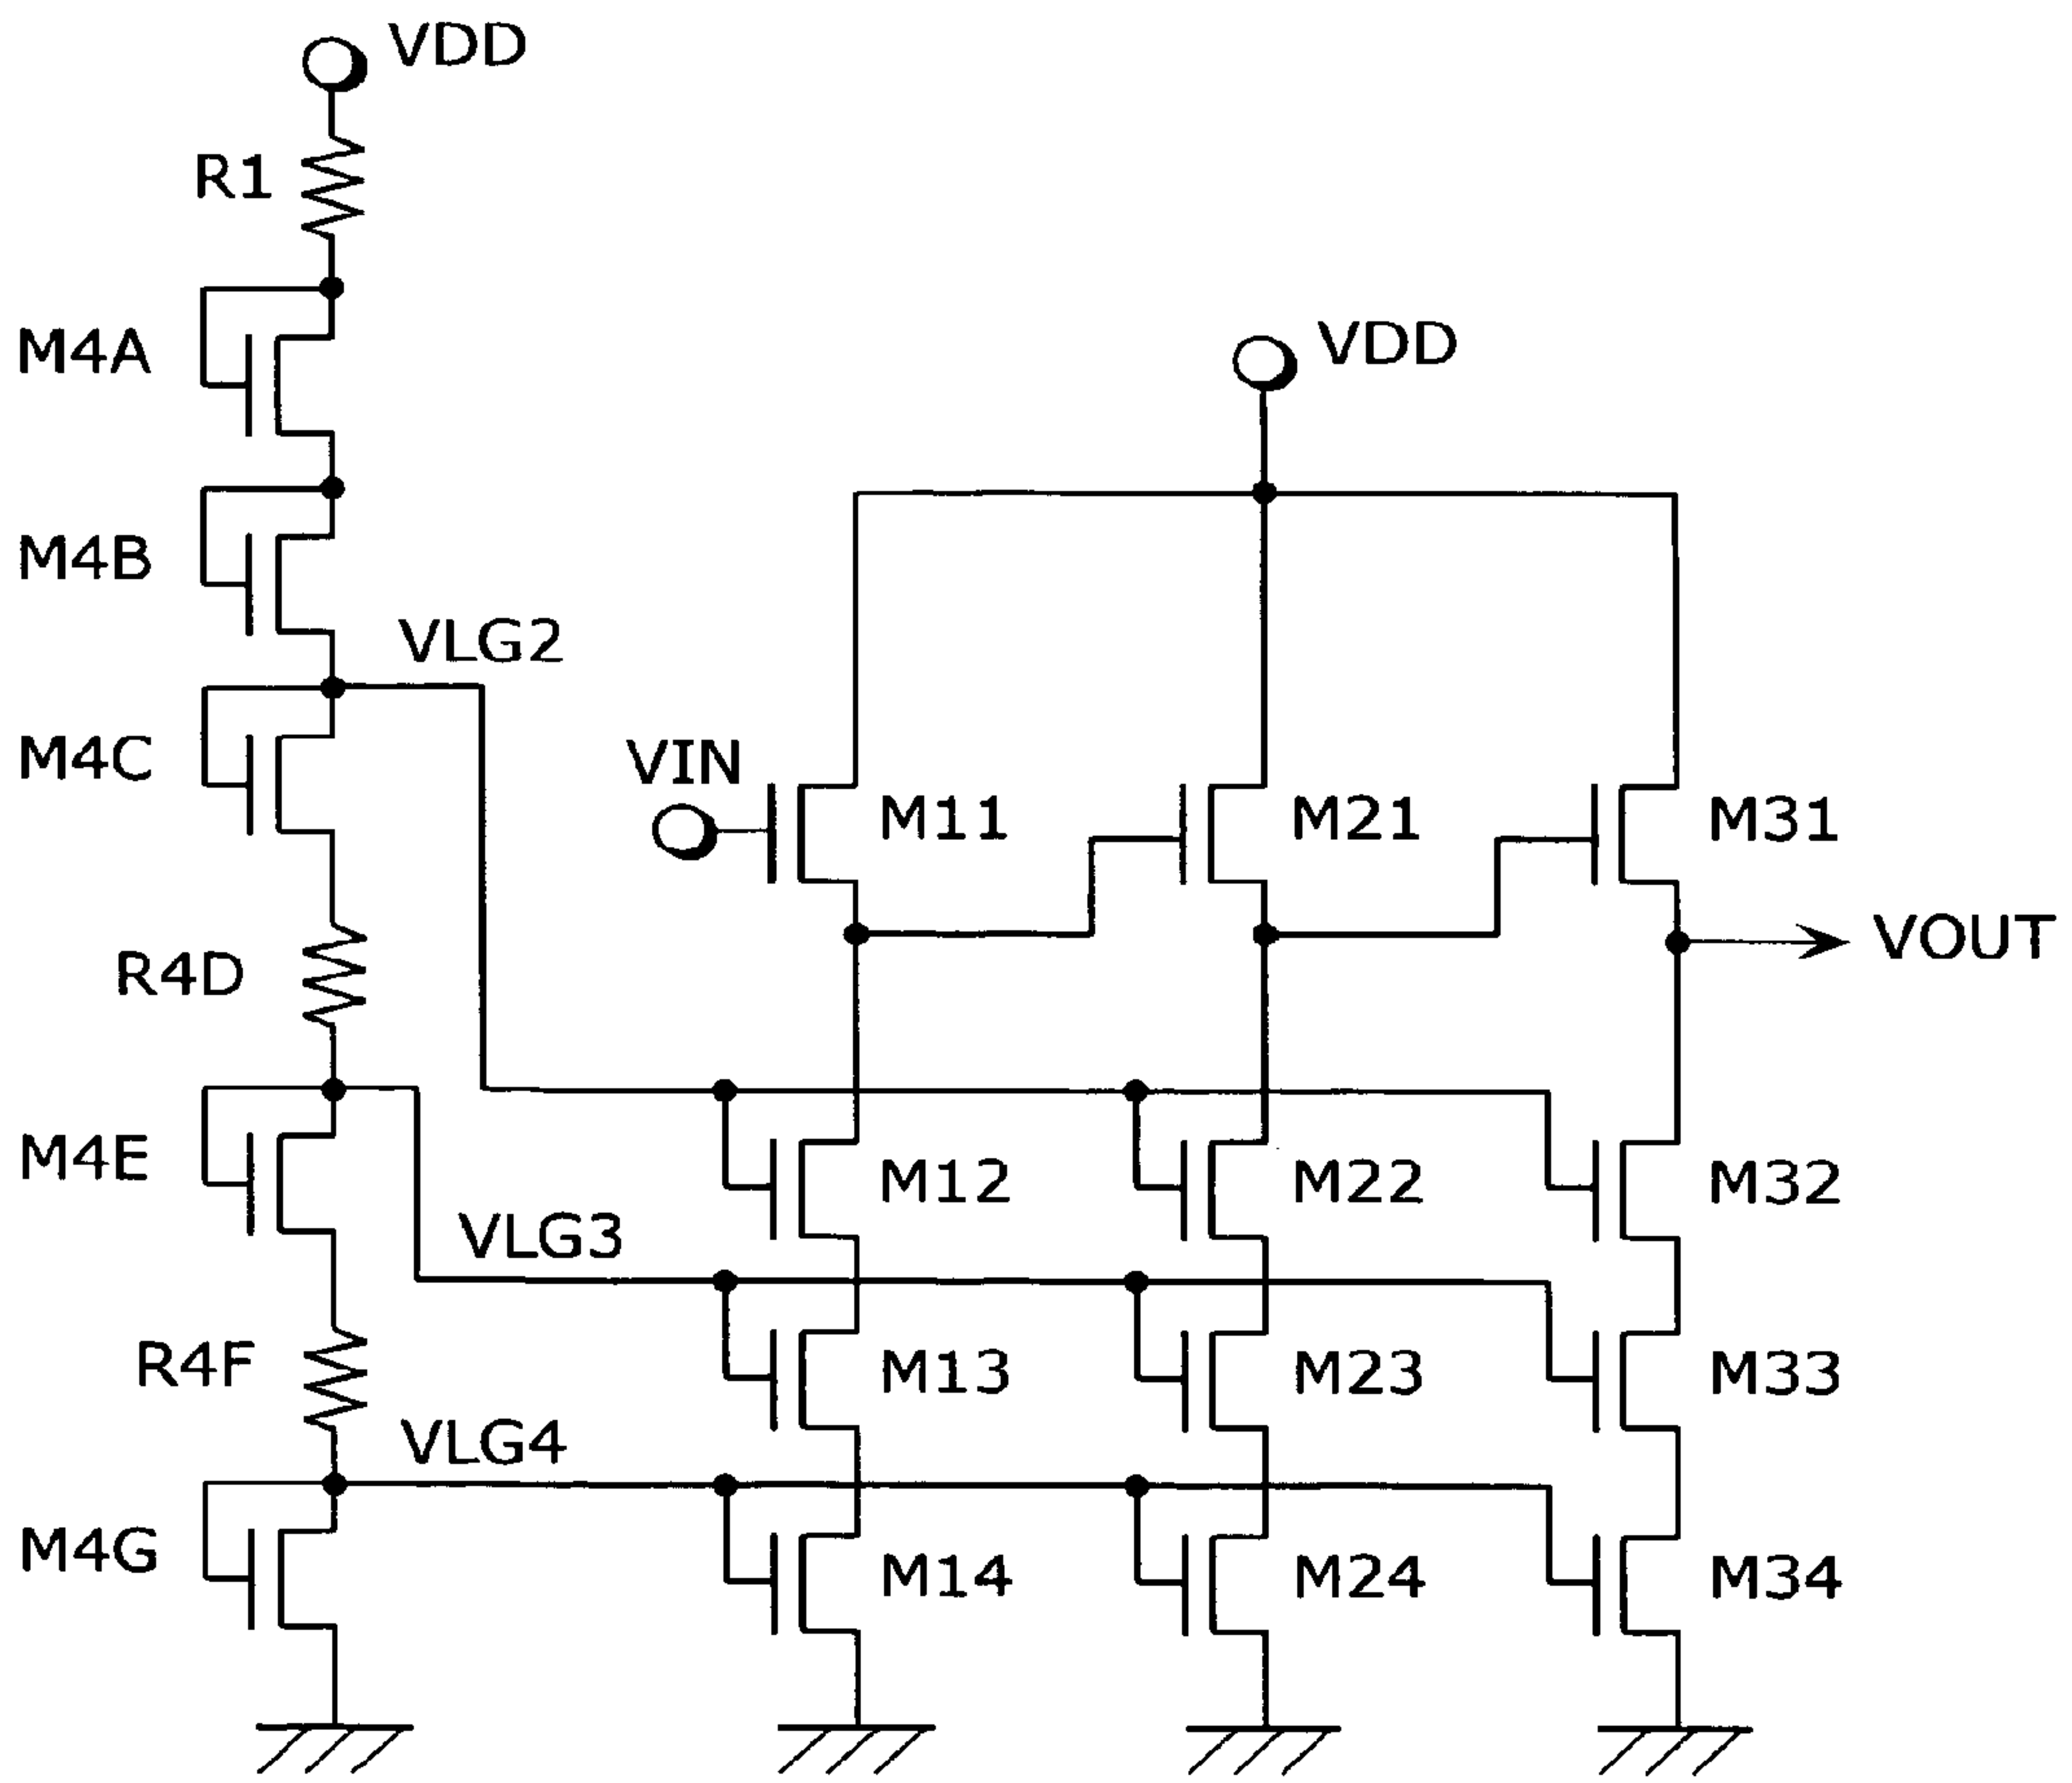 VDD
R1
M4A
VDD
M4B
VLG2
M4C
VIN
M11
M21
M31
VOUT
R4D
M4E
M12
M22
M32
VLG3
R4F
M13
M23
M33
VLG4
M4G
M14
M24
M34